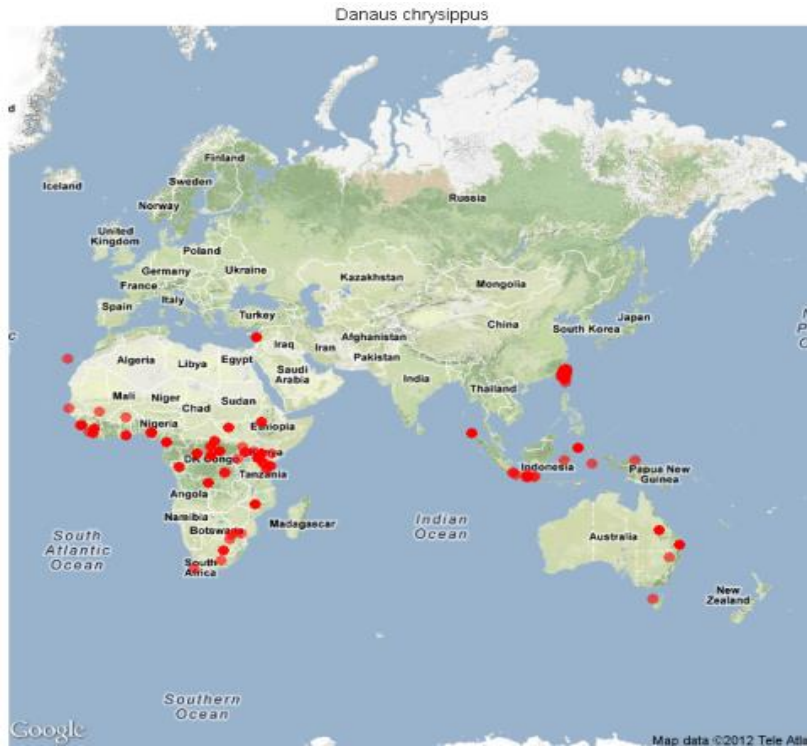 Danaus chrysippus
d
Finland
Iceland
Sweden
Russia
Norway
United
Kingdom
Poland
Germany
Ukraine
France
Kazakhstan
Mongolia
Italy
Spain
Turkey
Japan
China
South Korea
Afghanistan
Iraq
Iran
Pakistan
Algeria
Libya
Egypt
Saudi
Arabia
India
Thailand
Mali
Niger
Chad
Sudan
Nigeria
Ethiopia
DR Congo
Tanzania
Indonesia
Papua New
Guinea
Angola
Namibia
Madagascar
Indian
Ocean
Botswana
Australia
South
Atlantic
Ocean
South
Africa
New
Zealand
Southern
Ocean
Google
Map data ©2012 Tele Atla